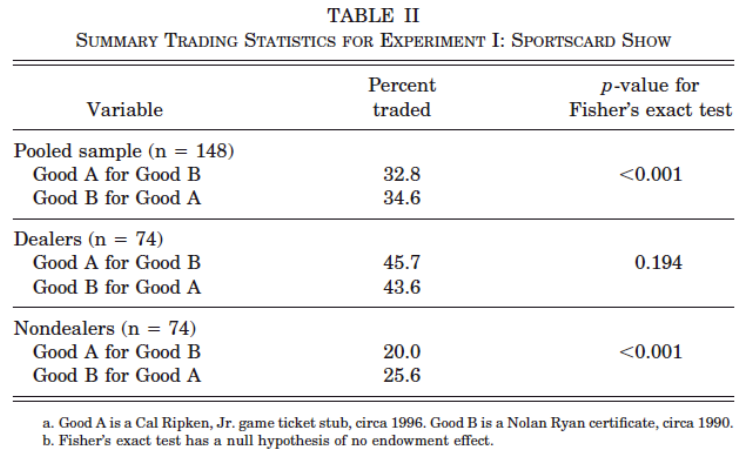 TABLE II
SUMMARY TRADING STATISTICS FOR EXPERIMENT I: SPORTSCARD SHOW
Variable Percent traded p-value for Fisher's exact test
Pooled sample (n = 148)
Good A for Good B 32.8 <0.001
Good B for Good A 34.6
Dealers (n = 74)
Good A for Good B 45.7 0.194
Good B for Good A 43.6
Nondealers (n = 74)
Good A for Good B 20.0 <0.001
Good B for Good A 25.6
a. Good A is a Cal Ripken, Jr. game ticket stub, circa 1996. Good B is a Nolan Ryan certificate, circa 1990.
b. Fisher's exact test has a null hypothesis of no endowment effect.